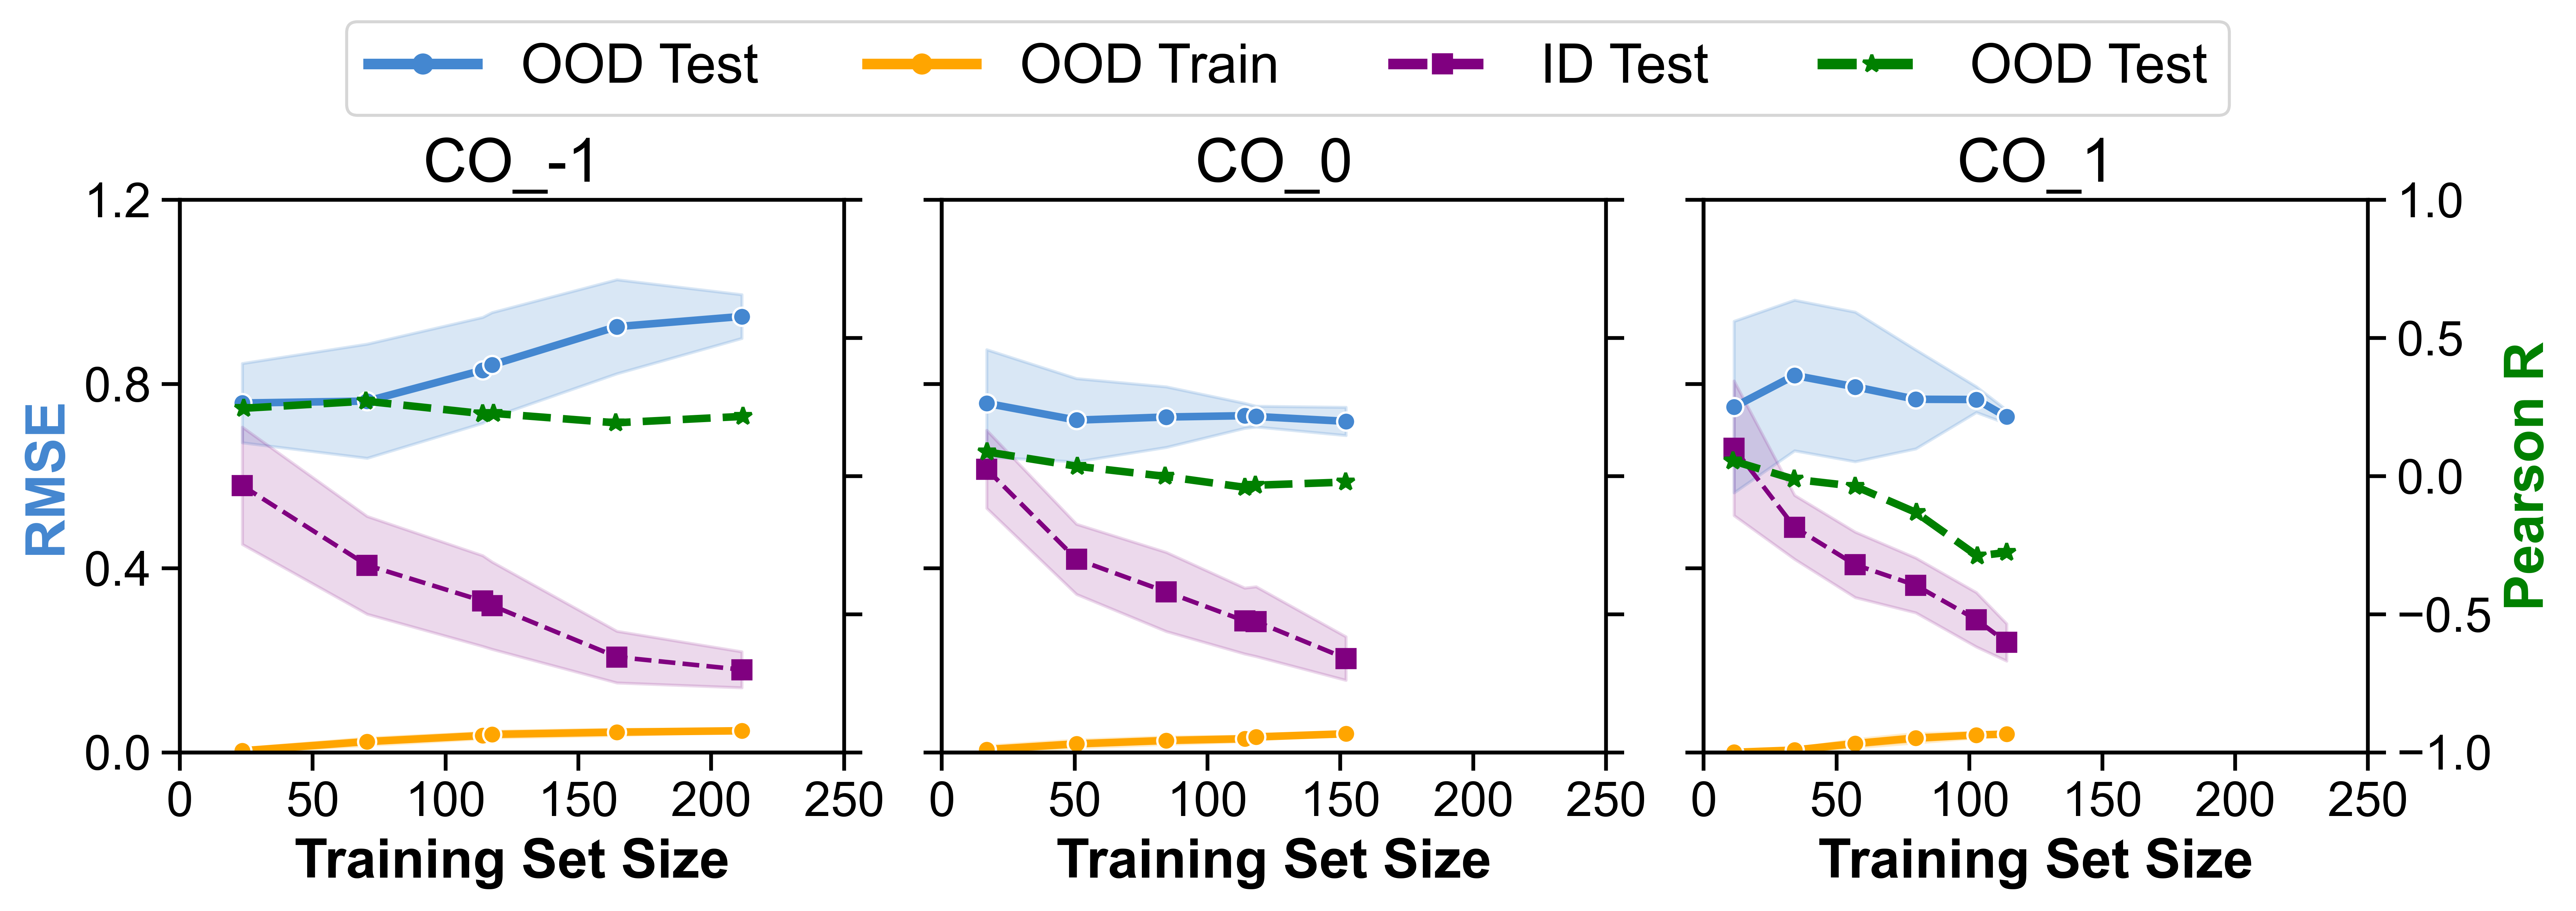 OOD Test OOD Train ID Test OOD Test
CO_-1 CO_0 CO_1
1.2
0.8
0.4
0.0
RMSE
1.0
0.5
0.0
−0.5
−1.0
Pearson R
0 50 100 150 200 250
0 50 100 150 200 250
0 50 100 150 200 250
Training Set Size Training Set Size Training Set Size